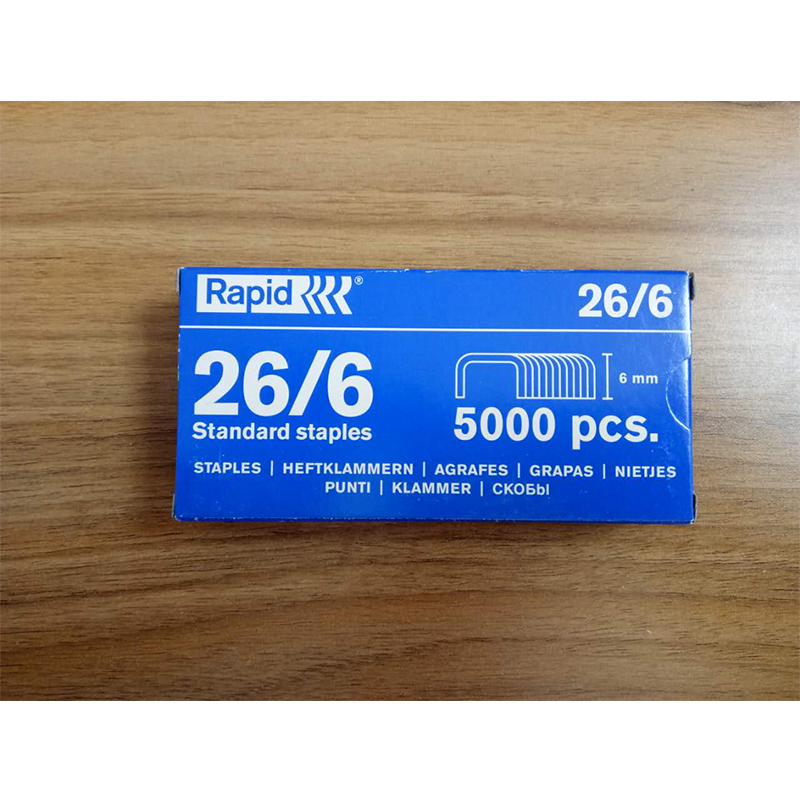 Rapid ®
26/6
26/6
Standard staples
6 mm
5000 pcs.
STAPLES | HEFTKLAMMERN | AGRAFES | GRAPAS | NIETJES
PUNTI | KLAMMER | СКОБЫ